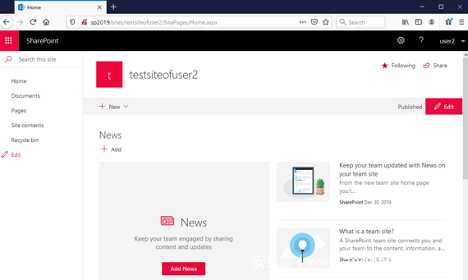 Home
sp2019/sites/testsiteofuser2/SitePages/Home.aspx
Search
SharePoint
user2
Search this site
Following
Share
t
testsiteofuser2
Home
Documents
Pages
Site contents
Recycle bin
Edit
New
Published
Edit
News
Add
News
Keep your team engaged by sharing
content and updates
Add News
Keep your team updated with News on
your team site
From the new team site home page
you'l...
SharePoint Dec 30, 2019
What is a team site?
A SharePoint team site connects you and
your team to the content, information, a...